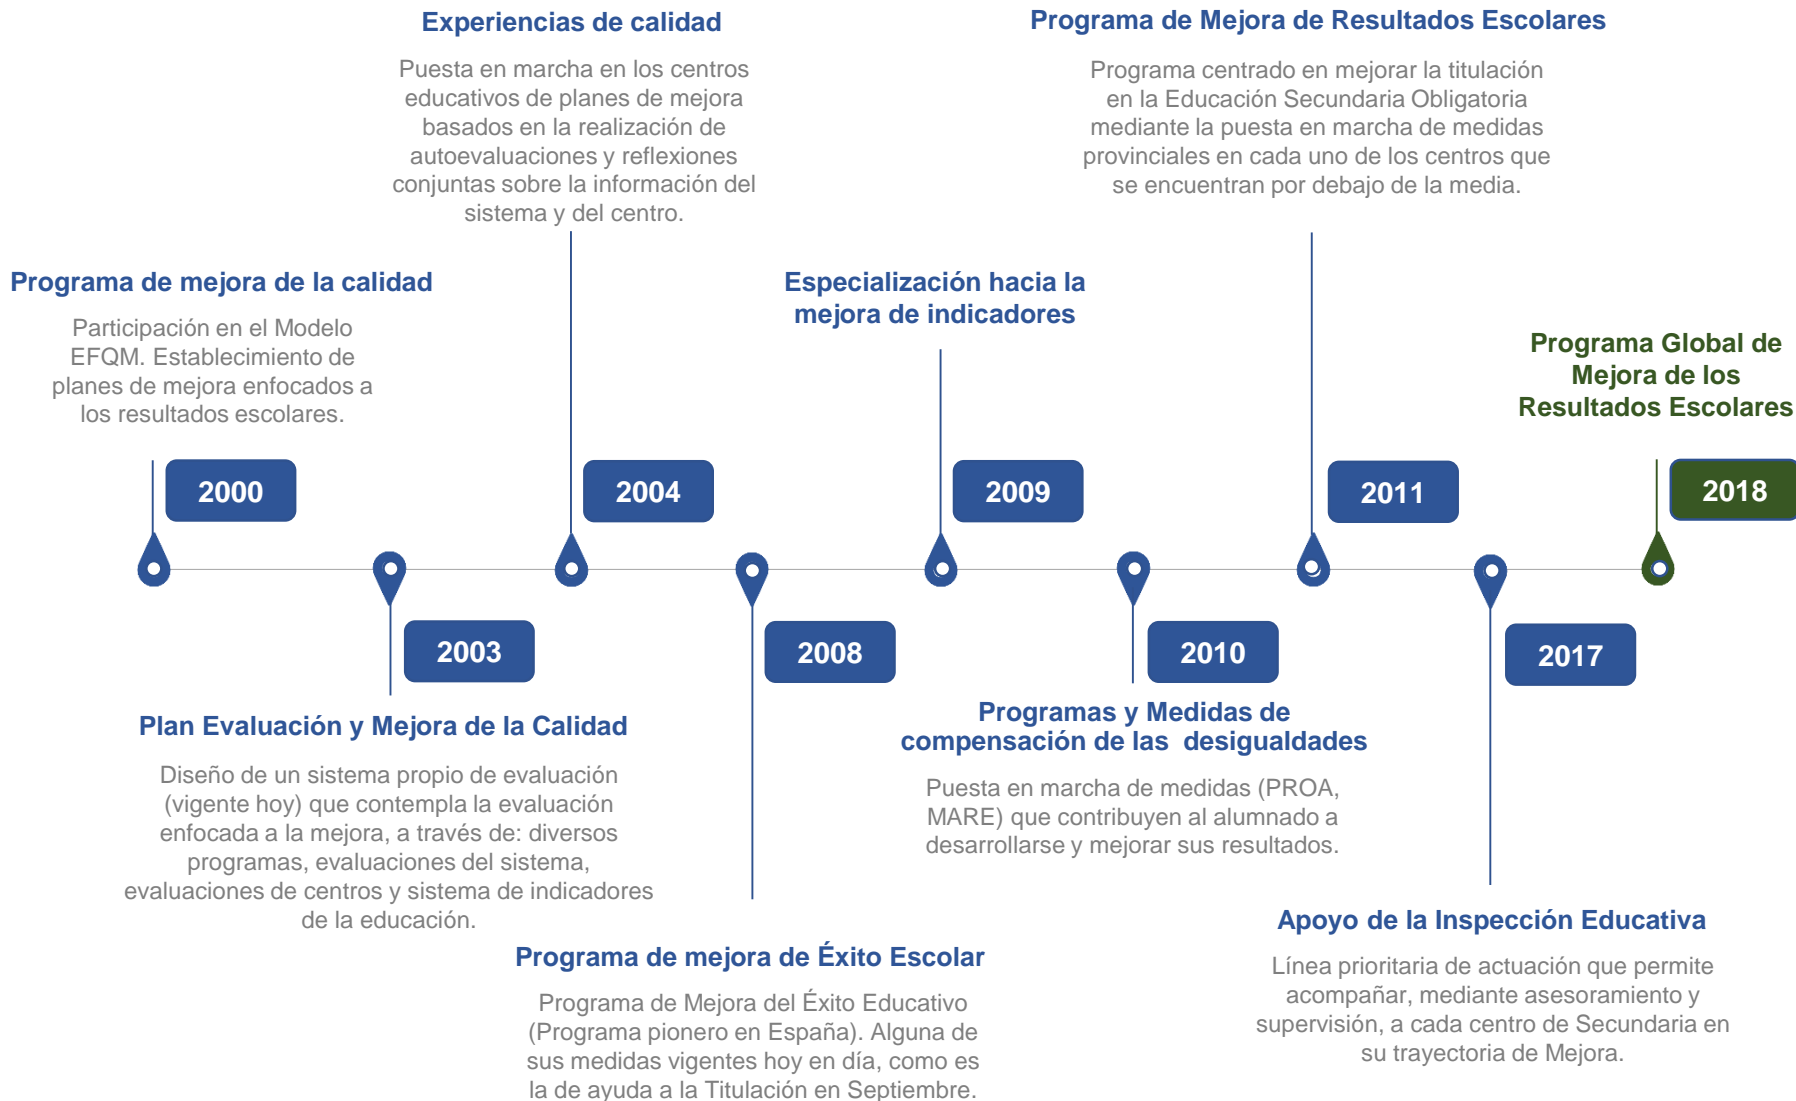 Programa de mejora de la calidad
Participación en el Modelo
EFQM. Establecimiento de
planes de mejora enfocados a
los resultados escolares.
2000
2003
Plan Evaluación y Mejora de la Calidad
Diseño de un sistema propio de evaluación
(vigente hoy) que contempla la evaluación
enfocada a la mejora, a través de: diversos
programas, evaluaciones del sistema,
evaluaciones de centros y sistema de indicadores
de la educación.
Experiencias de calidad
Puesta en marcha en los centros
educativos de planes de mejora
basados en la realización de
autoevaluaciones y reflexiones
conjuntas sobre la información del
sistema y del centro.
2004
2008
Programa de mejora de Éxito Escolar
Programa de Mejora del Éxito Educativo
(Programa pionero en España). Alguna de
sus medidas vigentes hoy en día, como es
la de ayuda a la Titulación en Septiembre.
Especialización hacia la
mejora de indicadores
2009
2010
Programas y Medidas de
compensación de las  desigualdades
Puesta en marcha de medidas (PROA,
MARE) que contribuyen al alumnado a
desarrollarse y mejorar sus resultados.
Programa de Mejora de Resultados Escolares
Programa centrado en mejorar la titulación
en la Educación Secundaria Obligatoria
mediante la puesta en marcha de medidas
provinciales en cada uno de los centros que
se encuentran por debajo de la media.
2011
2017
Apoyo de la Inspección Educativa
Línea prioritaria de actuación que permite
acompañar, mediante asesoramiento y
supervisión, a cada centro de Secundaria en
su trayectoria de Mejora.
Programa Global de
Mejora de los
Resultados Escolares
2018